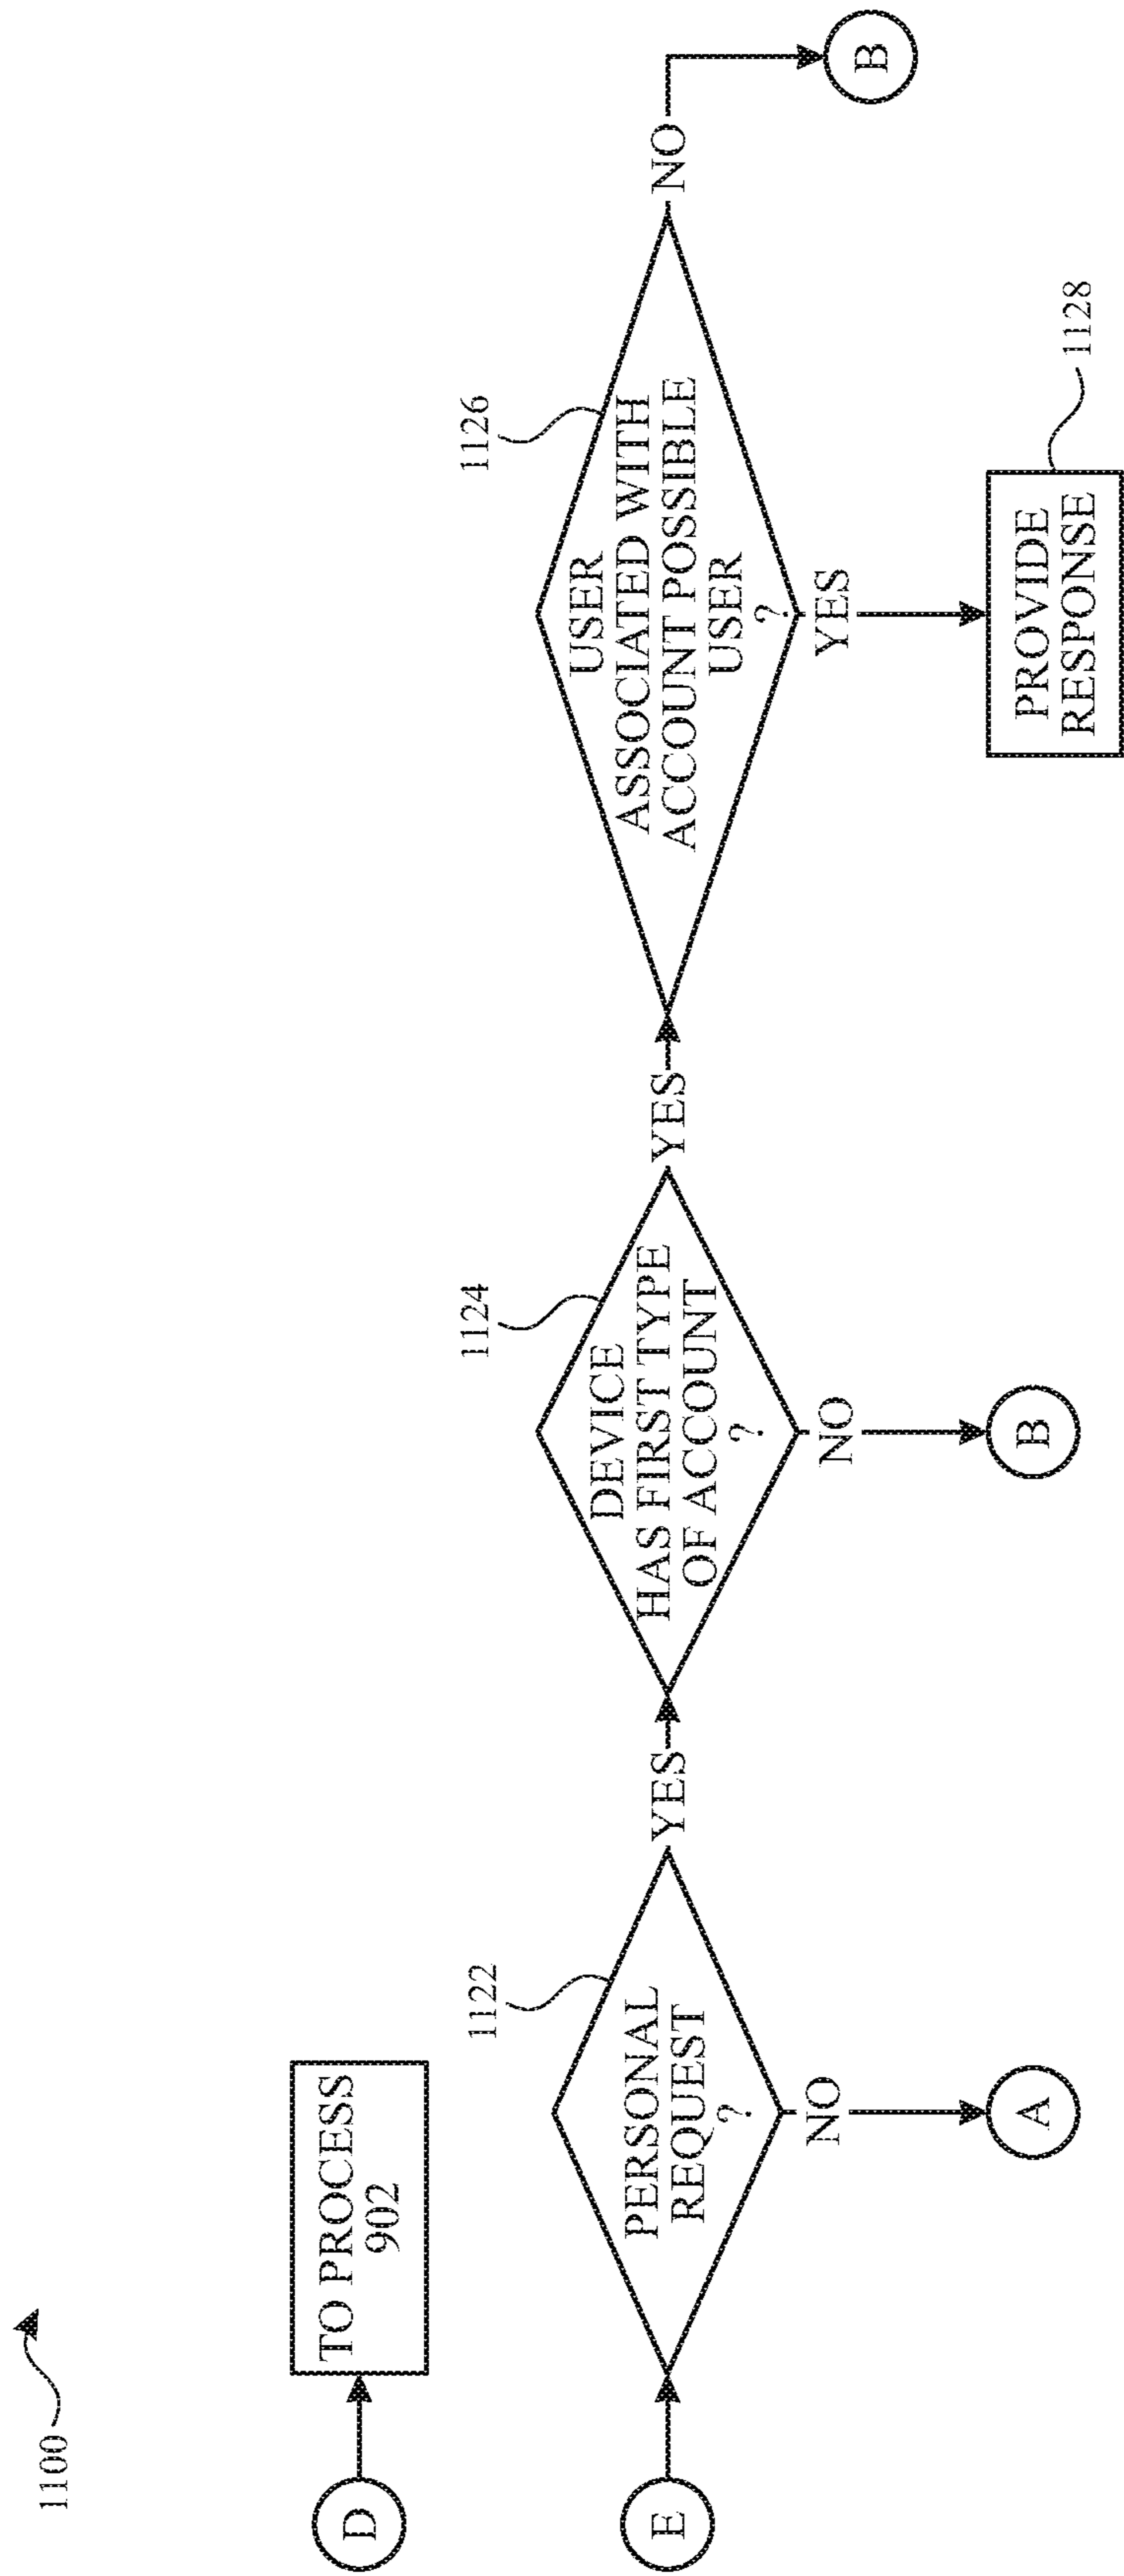 1100
D
TO PROCESS
902
E
1122
PERSONAL
REQUEST
?
YES
NO
A
1124
DEVICE
HAS FIRST TYPE
OF ACCOUNT
?
YES
NO
B
1126
USER
ASSOCIATED WITH
ACCOUNT POSSIBLE
USER
?
NO
B
YES
1128
PROVIDE
RESPONSE